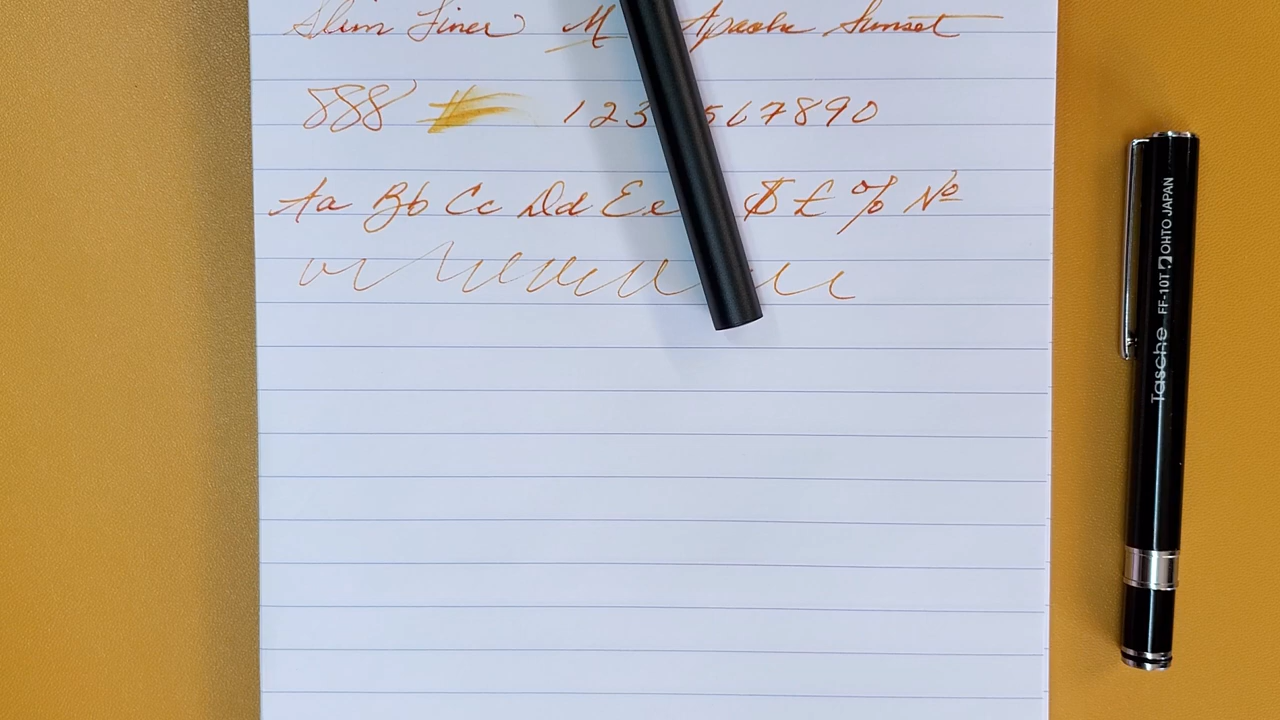 Slim Liner M Apache Sunset
888 123 567890
Aa Bb Cc Dd Ee $ £ % №
Tasche FF-10T OHTO JAPAN